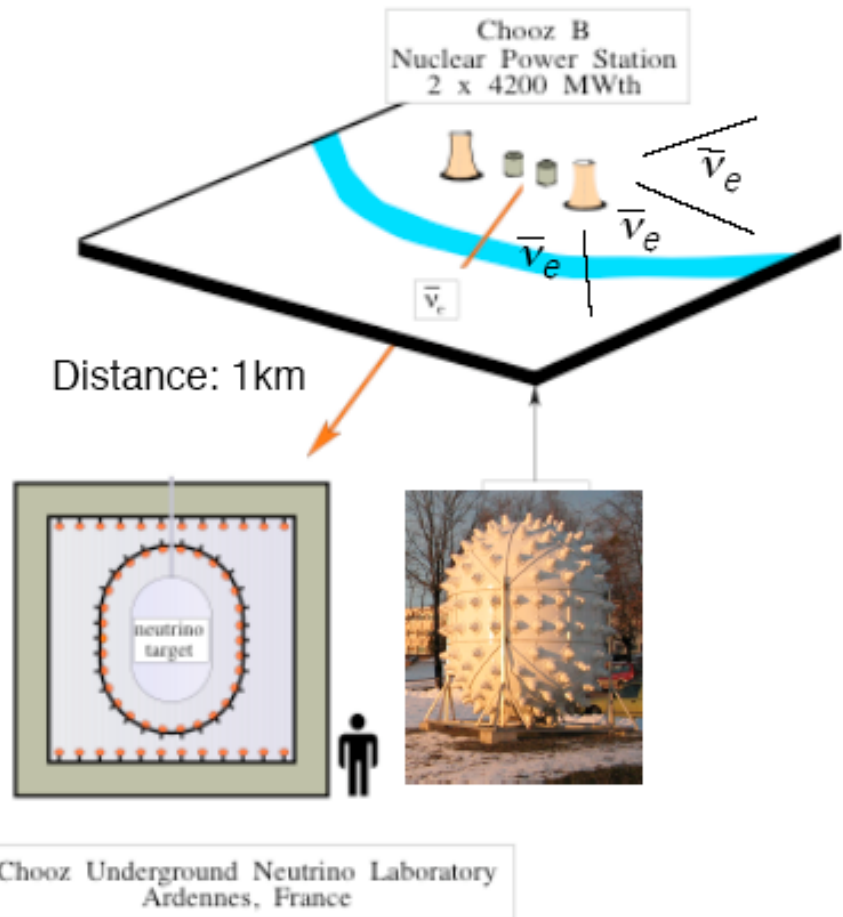 Chooz B
Nuclear Power Station
2 x 4200 MWth
ν̅e
ν̅e
ν̅e
ν̅e
Distance: 1km
neutrino
target
Chooz Underground Neutrino Laboratory
Ardennes, France